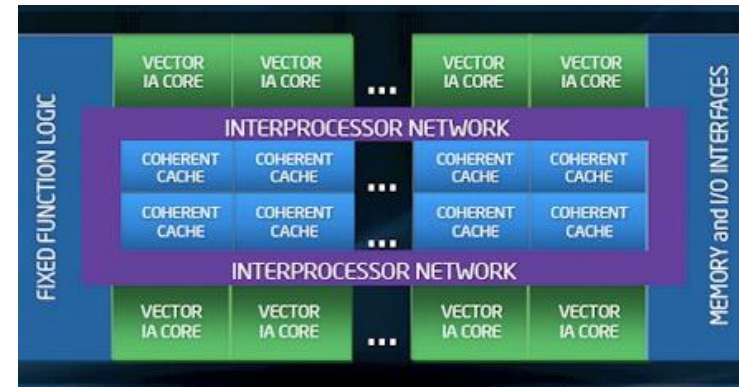 FIXED FUNCTION LOGIC
VECTOR
IA CORE
VECTOR
IA CORE
...
VECTOR
IA CORE
VECTOR
IA CORE
INTERPROCESSOR NETWORK
COHERENT
CACHE
COHERENT
CACHE
...
COHERENT
CACHE
COHERENT
CACHE
COHERENT
CACHE
COHERENT
CACHE
...
COHERENT
CACHE
COHERENT
CACHE
INTERPROCESSOR NETWORK
VECTOR
IA CORE
VECTOR
IA CORE
...
VECTOR
IA CORE
VECTOR
IA CORE
MEMORY and I/O INTERFACES